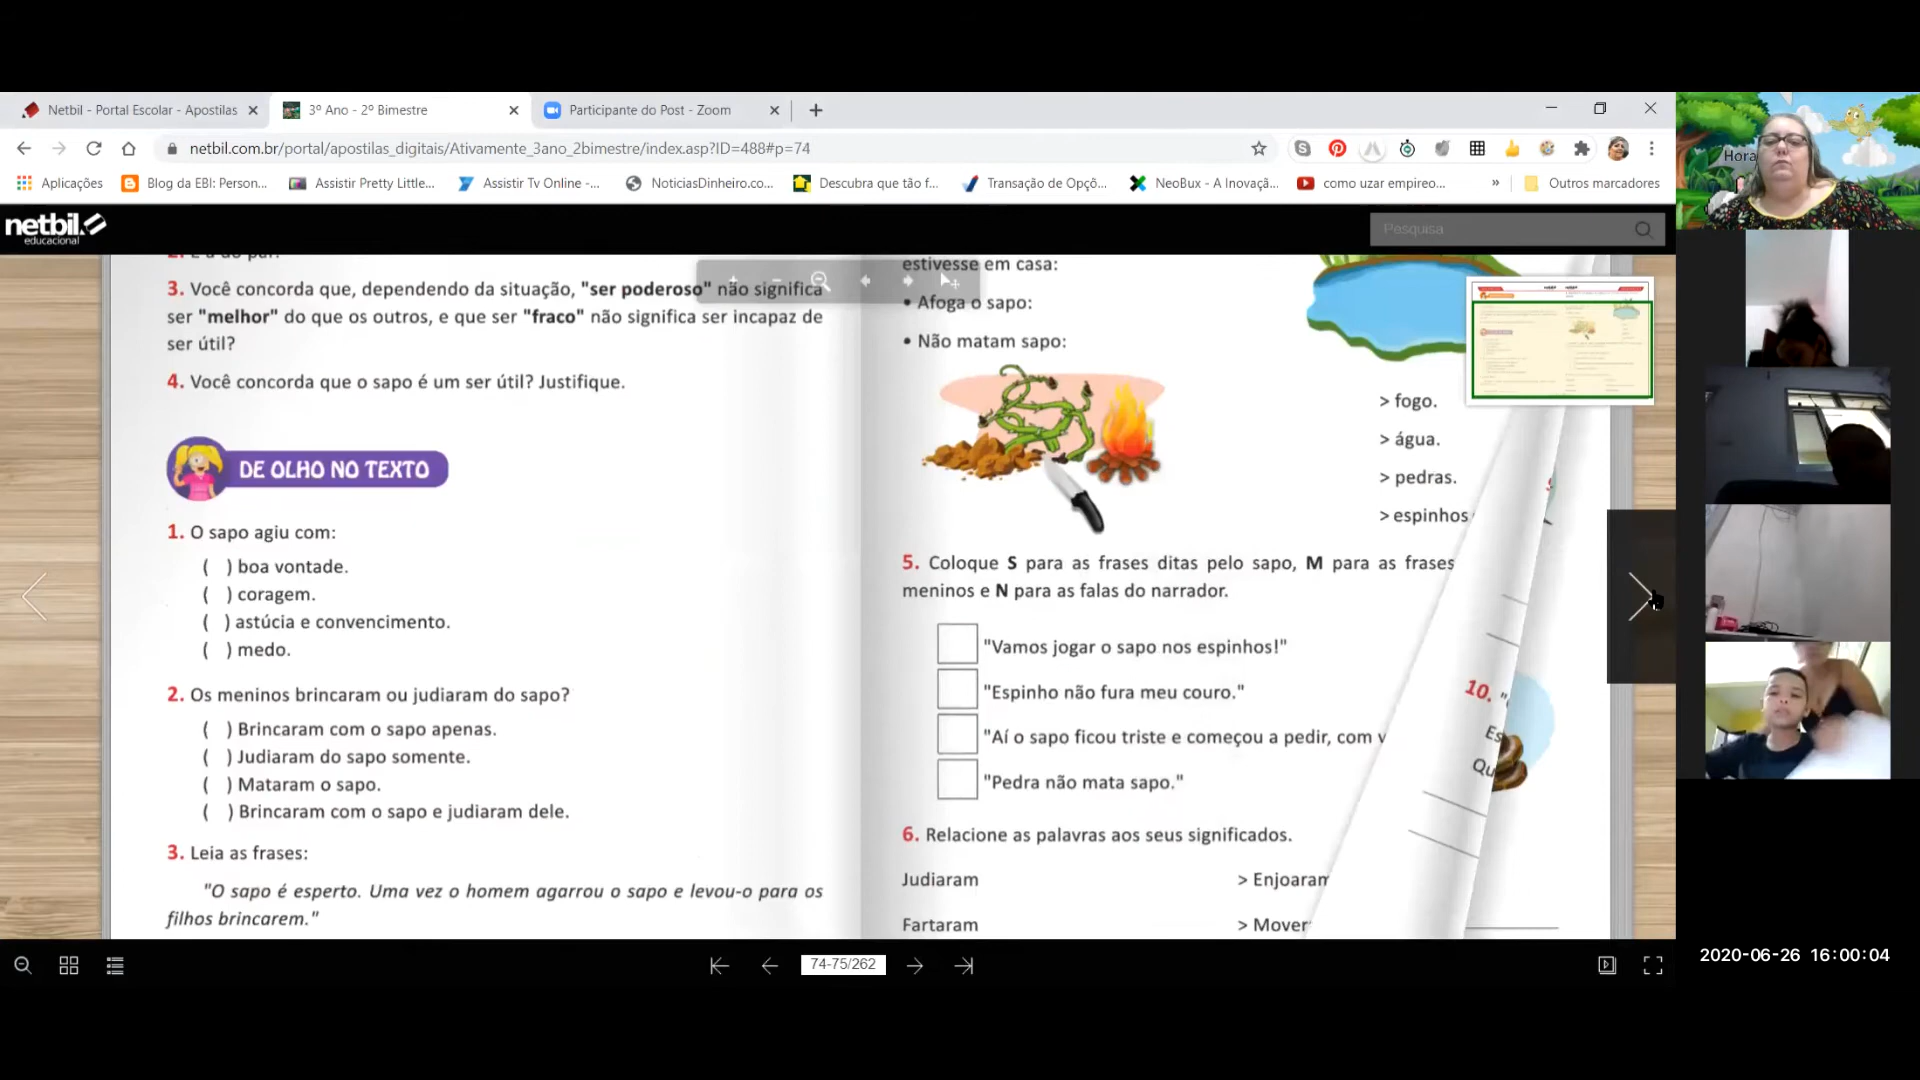 Netbil - Portal Escolar - Apostilas
3º Ano - 2º Bimestre
Participante do Post - Zoom
netbil.com.br/portal/apostilas_digitais/Ativamente_3ano_2bimestre/index.asp?ID=488#p=74
Aplicações
Blog da EBI: Person...
Assistir Pretty Little...
Assistir Tv Online -...
NoticiasDinheiro.co...
Descubra que tão f...
Transação de Opçõ...
NeoBux - A Inovaçã...
como uzar empireo...
»
Outros marcadores
netbil
educacional
Pesquisa
3. Você concorda que, dependendo da situação, "ser poderoso" não significa
ser "melhor" do que os outros, e que ser "fraco" não significa ser incapaz de
ser útil?
4. Você concorda que o sapo é um ser útil? Justifique.
DE OLHO NO TEXTO
1. O sapo agiu com:
( ) boa vontade.
( ) coragem.
( ) astúcia e convencimento.
( ) medo.
2. Os meninos brincaram ou judiaram do sapo?
( ) Brincaram com o sapo apenas.
( ) Judiaram do sapo somente.
( ) Mataram o sapo.
( ) Brincaram com o sapo e judiaram dele.
3. Leia as frases:
"O sapo é esperto. Uma vez o homem agarrou o sapo e levou-o para os
filhos brincarem."
estivesse em casa:
• Afoga o sapo:
• Não matam sapo:
> fogo.
> água.
> pedras.
> espinhos
5. Coloque S para as frases ditas pelo sapo, M para as frases
meninos e N para as falas do narrador.
"Vamos jogar o sapo nos espinhos!"
"Espinho não fura meu couro."
"Aí o sapo ficou triste e começou a pedir, com v
"Pedra não mata sapo."
6. Relacione as palavras aos seus significados.
Judiaram
> Enjoaram
Fartaram
> Mover
10. "
Es
Qu
74-75/262
Hora
2020-06-26 16:00:04